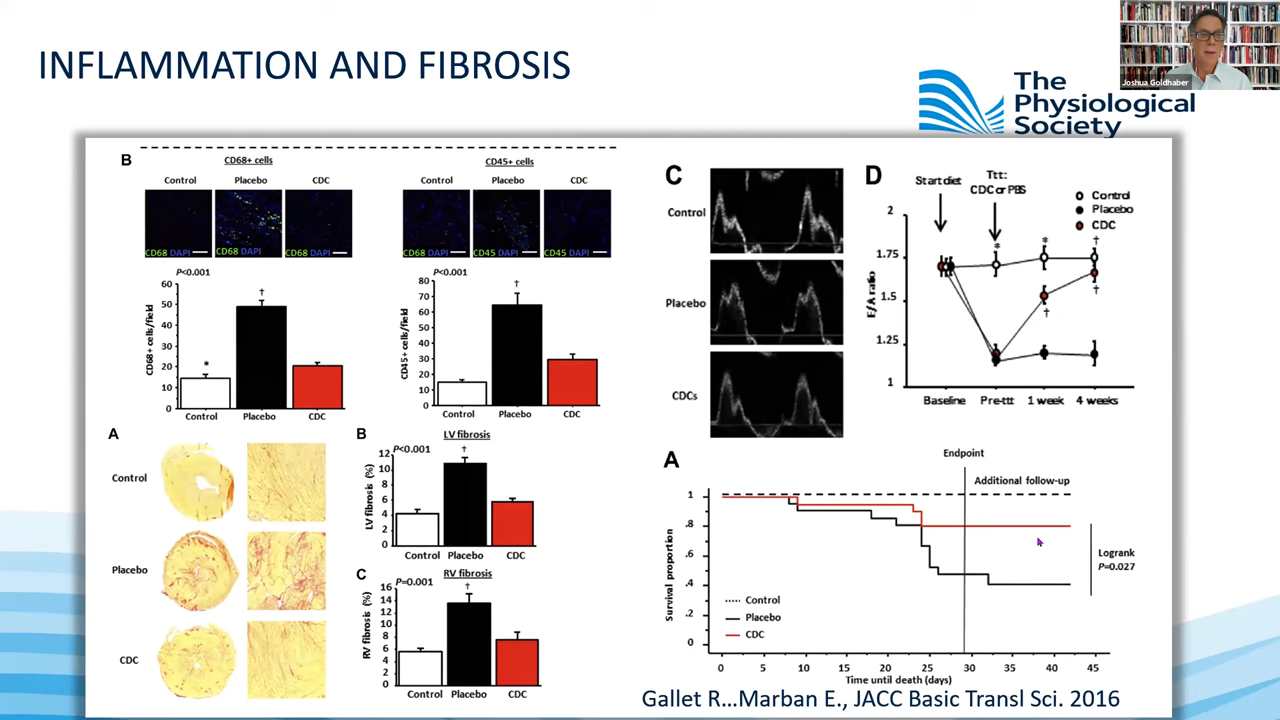 INFLAMMATION AND FIBROSIS
Joshua Goldhaber
The
Physiological
Society
B
CD68+ cells
Control Placebo CDC
CD68 DAPI CD68 DAPI CD68 DAPI
P<0.001
CD68+ cells/field
60
50
40
30
20
10
0
*
†
Control Placebo CDC
CD45+ cells
Control Placebo CDC
CD68 DAPI CD45 DAPI CD45 DAPI
P<0.001
CD45+ cells/field
80
70
60
50
40
30
20
10
0
†
Control Placebo CDC
A
Control
Placebo
CDC
B
LV fibrosis
P<0.001
LV fibrosis (%)
12
10
8
6
4
2
0
†
Control Placebo CDC
C
RV fibrosis
P=0.001
RV fibrosis (%)
16
14
12
10
8
6
4
2
0
†
Control Placebo CDC
C
Control
Placebo
CDCs
D
Start diet
Ttt:
CDC or PBS
Control
Placebo
CDC
E/A ratio
2
1.75
1.5
1.25
1
* * †
† †
Baseline Pre-ttt 1 week 4 weeks
A
Endpoint
Additional follow-up
Survival proportion
1
.8
.6
.4
.2
0
Control
Placebo
CDC
Logrank
P=0.027
0 5 10 15 20 25 30 35 40 45
Time until death (days)
Gallet R...Marban E., JACC Basic Transl Sci. 2016